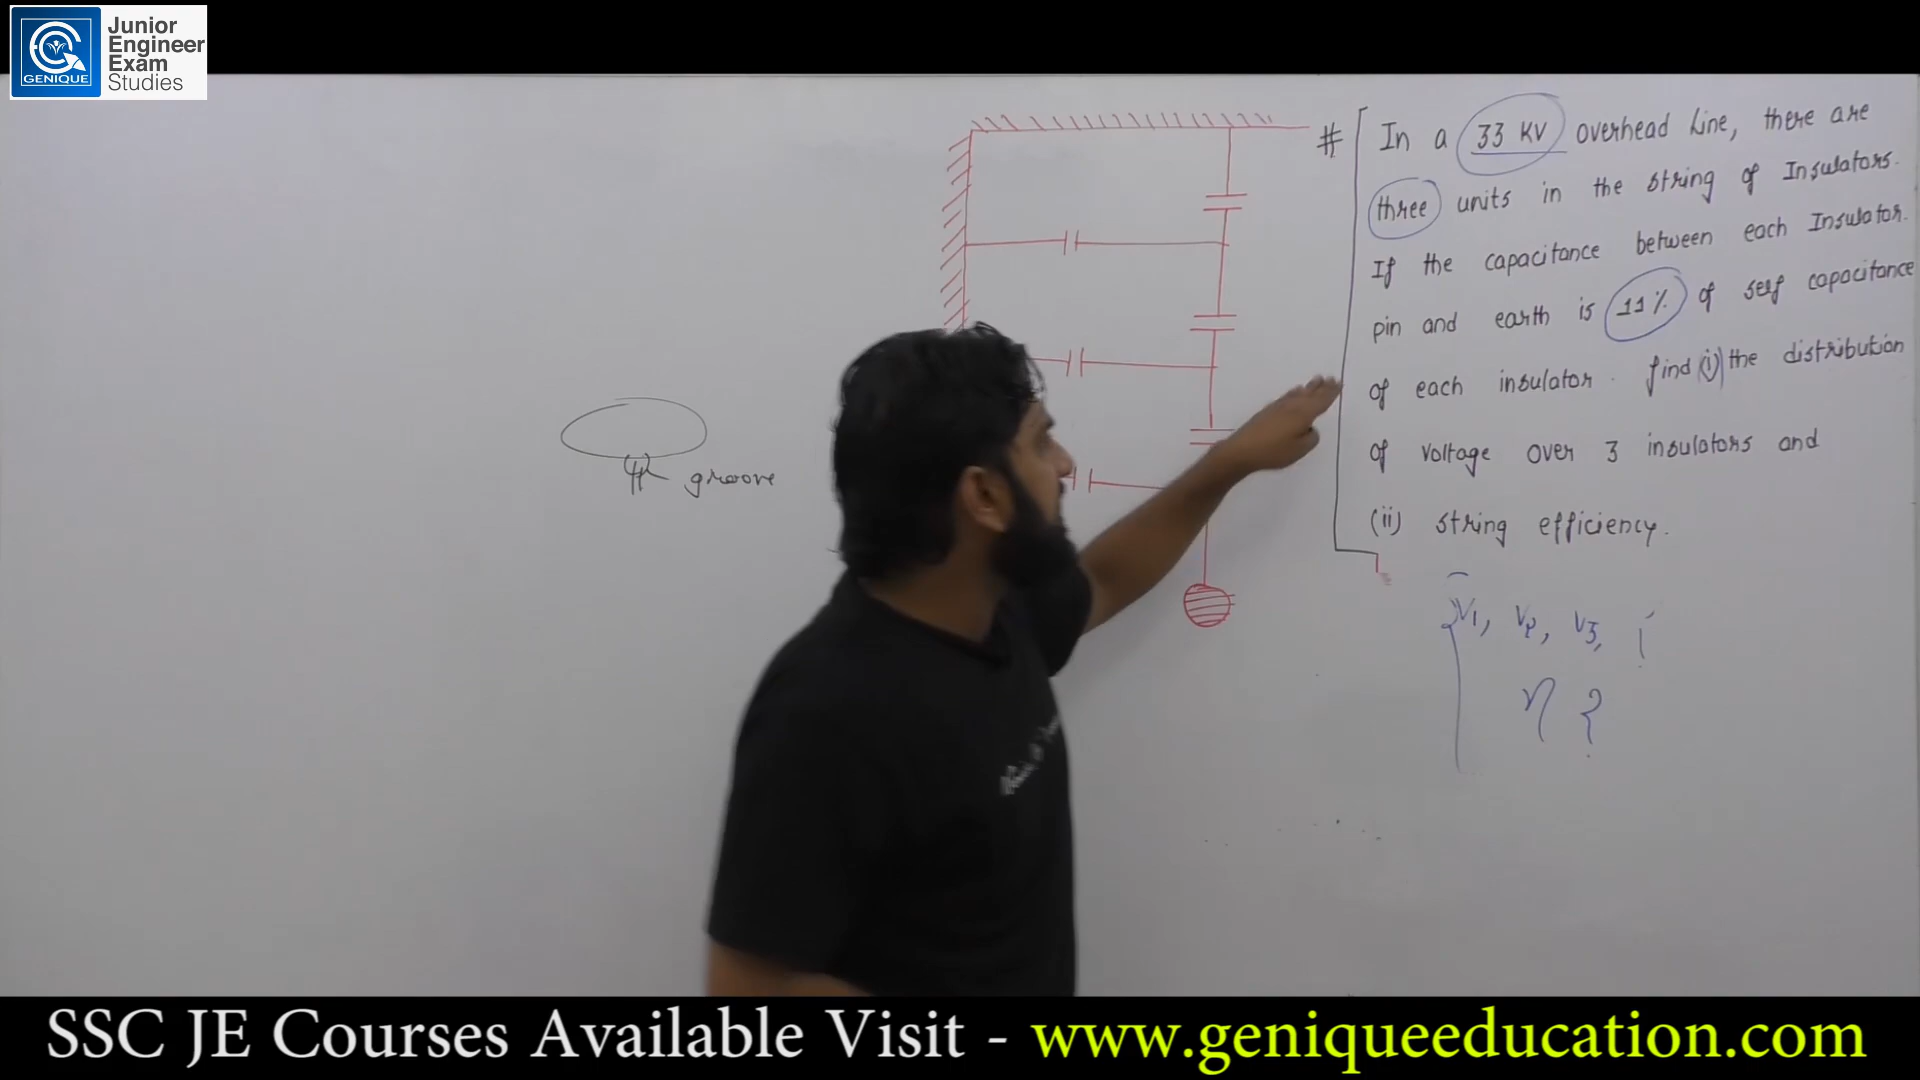 Junior
Engineer
Exam
Studies
GENIQUE
# In a 33 KV overhead Line, there are
three units in the string of Insulators.
If the capacitance between each Insulator.
pin and earth is 11% of self capacitance
of each insulator. find (i) the distribution
of voltage over 3 insulators and
(ii) string efficiency.
V1, V2, V3,
η ?
groove
SSC JE Courses Available Visit - www.geniqueeducation.com